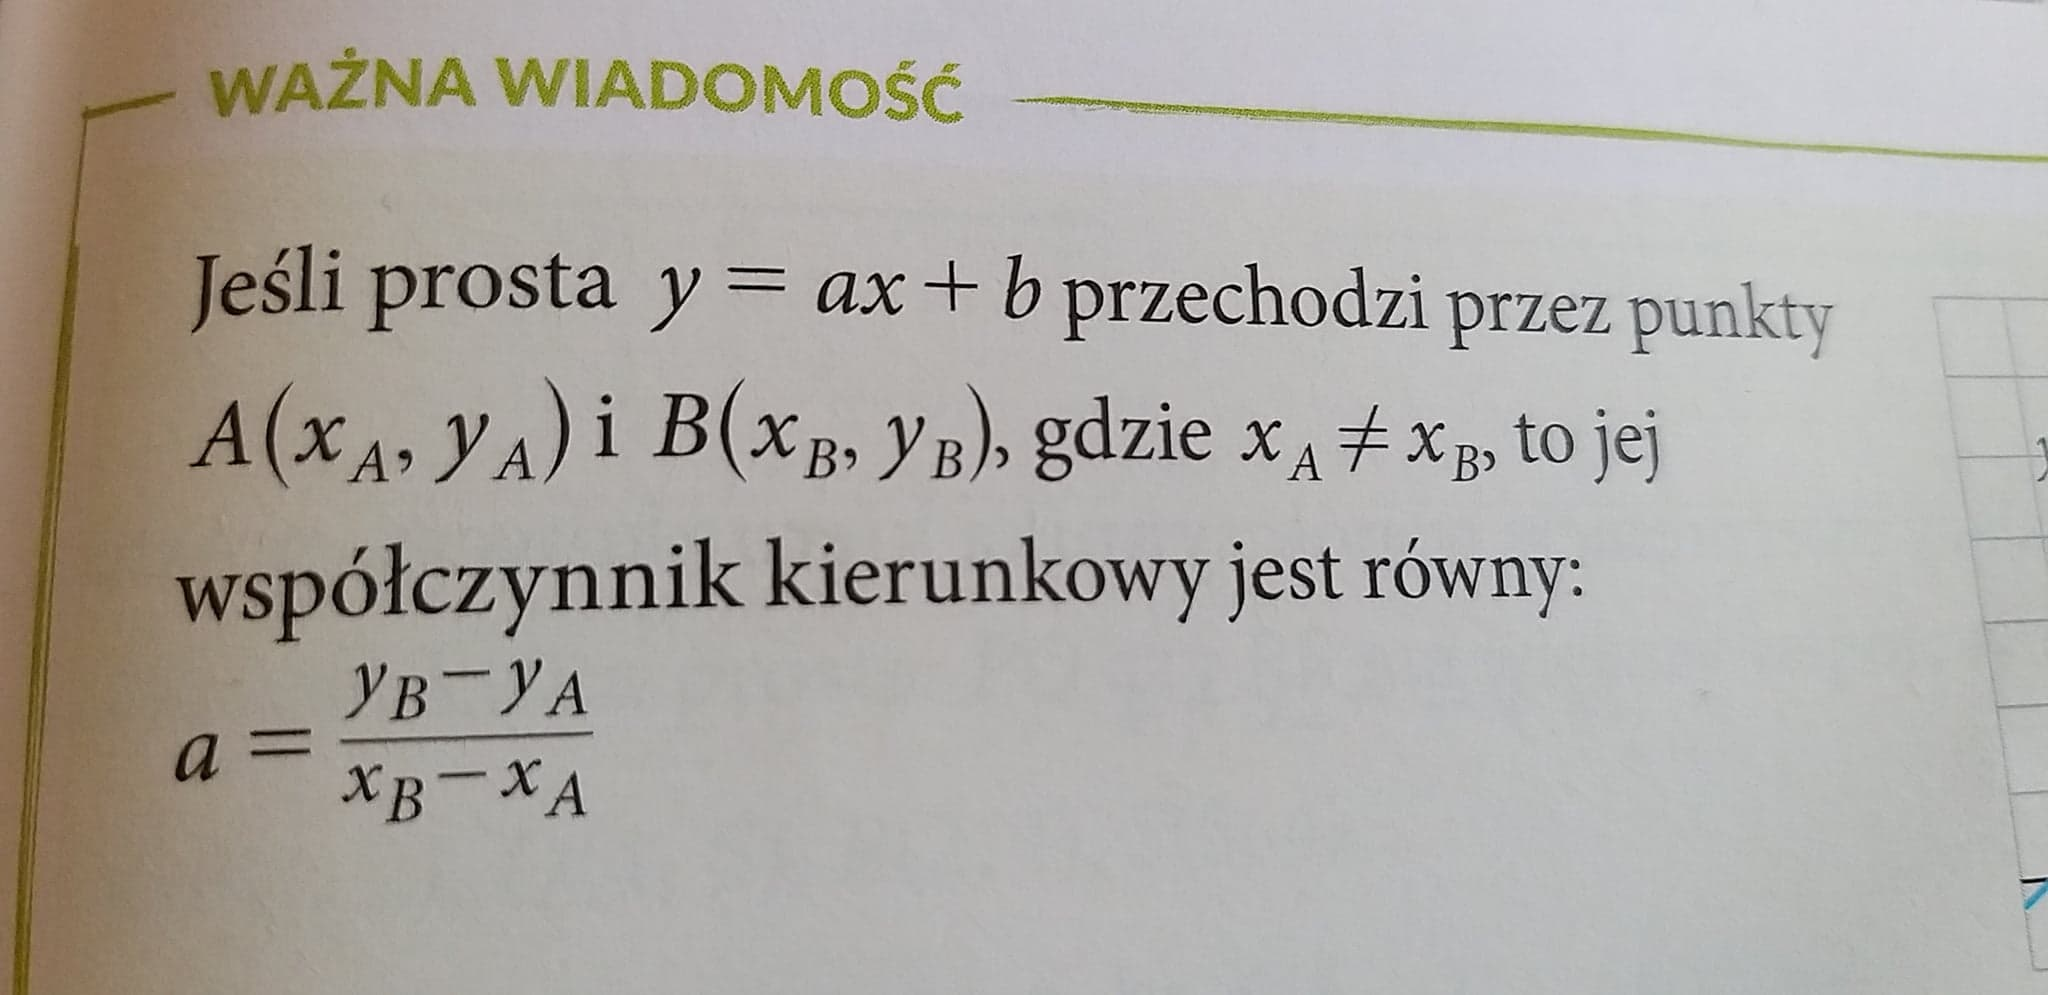 WAŻNA WIADOMOŚĆ
Jeśli prosta y = ax + b przechodzi przez punkty
A(x_A, y_A) i B(x_B, y_B), gdzie x_A ≠ x_B, to jej
współczynnik kierunkowy jest równy:
a = \frac{y_B - y_A}{x_B - x_A}